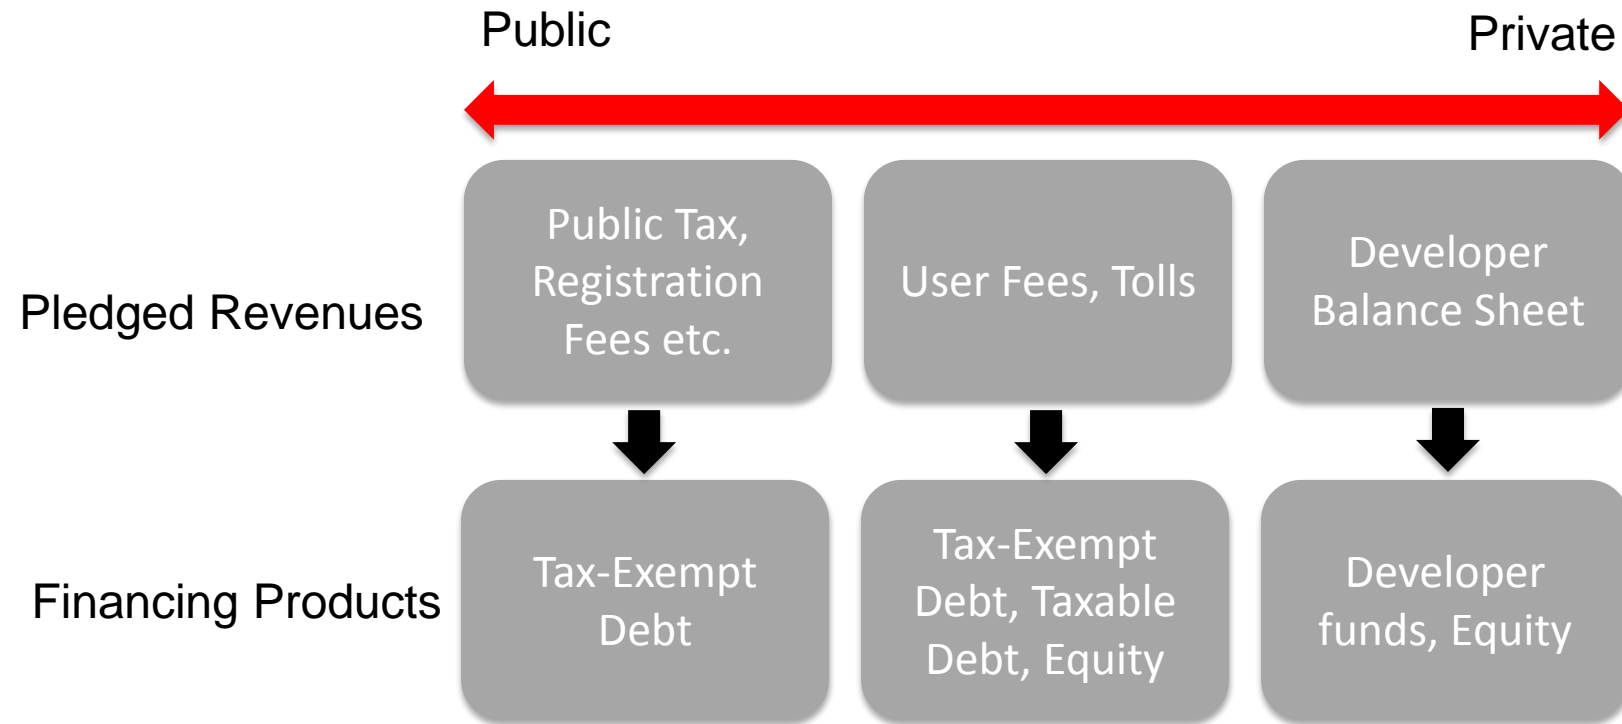 Public
Private
Pledged Revenues
Public Tax,
Registration
Fees etc.
User Fees, Tolls
Developer
Balance Sheet
Financing Products
Tax-Exempt
Debt
Tax-Exempt
Debt, Taxable
Debt, Equity
Developer
funds, Equity